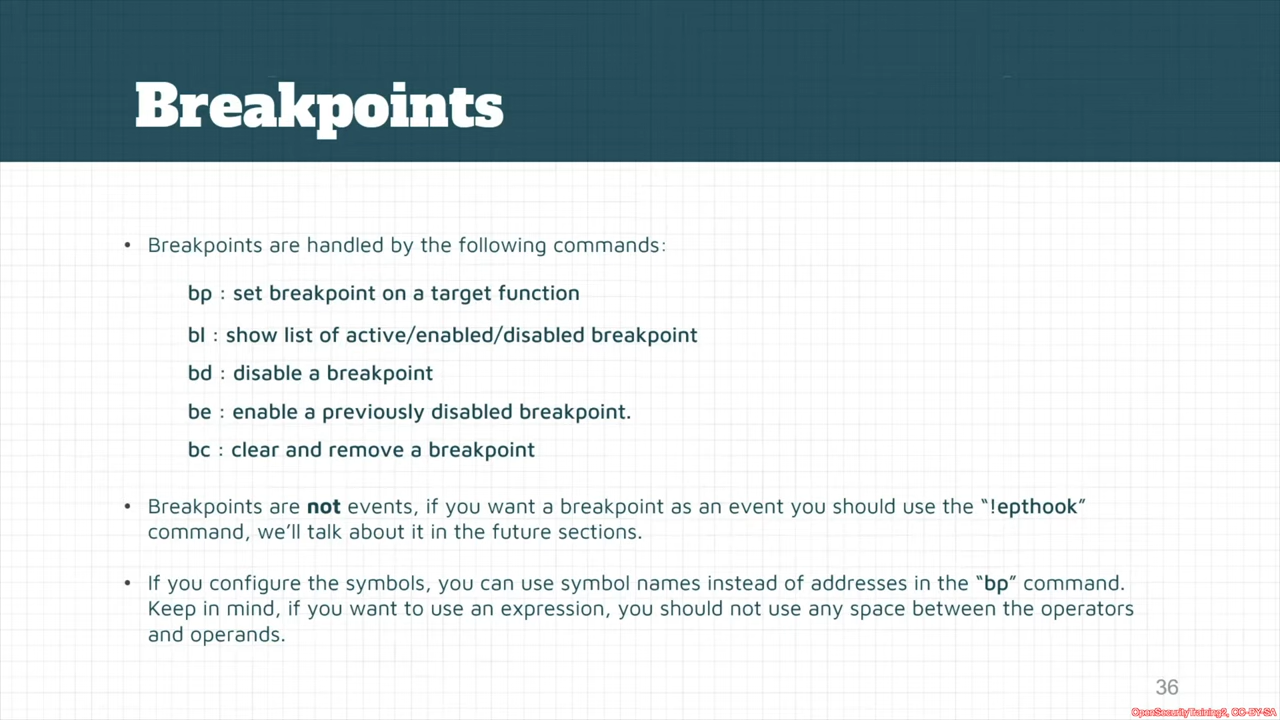 Breakpoints
• Breakpoints are handled by the following commands:
bp : set breakpoint on a target function
bl : show list of active/enabled/disabled breakpoint
bd : disable a breakpoint
be : enable a previously disabled breakpoint.
bc : clear and remove a breakpoint
• Breakpoints are not events, if you want a breakpoint as an event you should use the “!epthook”
command, we’ll talk about it in the future sections.
• If you configure the symbols, you can use symbol names instead of addresses in the “bp” command.
Keep in mind, if you want to use an expression, you should not use any space between the operators
and operands.
36
OpenSecurityTraining2, CC-BY-SA